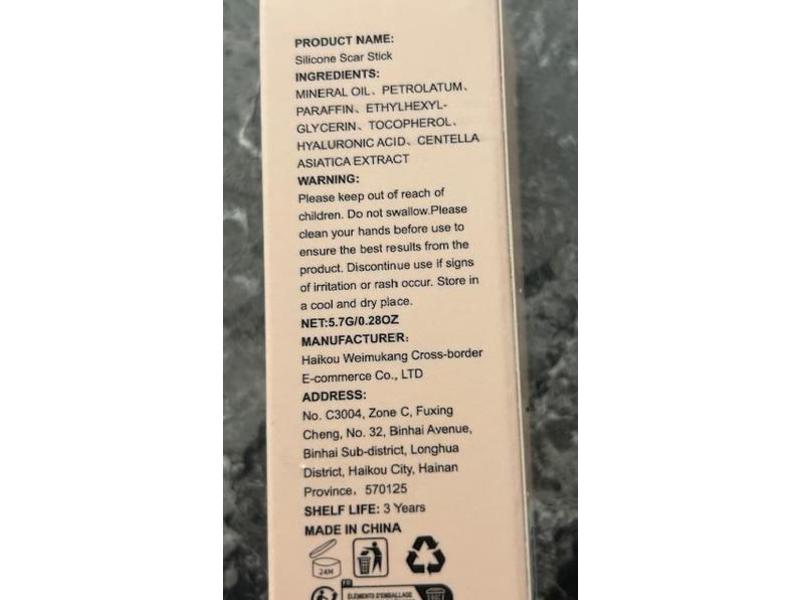 PRODUCT NAME:
Silicone Scar Stick
INGREDIENTS:
MINERAL OIL、PETROLATUM、
PARAFFIN、ETHYLHEXYL-
GLYCERIN、TOCOPHEROL、
HYALURONIC ACID、CENTELLA
ASIATICA EXTRACT
WARNING:
Please keep out of reach of
children. Do not swallow.Please
clean your hands before use to
ensure the best results from the
product. Discontinue use if signs
of irritation or rash occur. Store in
a cool and dry place.
NET:5.7G/0.28OZ
MANUFACTURER:
Haikou Weimukang Cross-border
E-commerce Co., LTD
ADDRESS:
No. C3004, Zone C, Fuxing
Cheng, No. 32, Binhai Avenue,
Binhai Sub-district, Longhua
District, Haikou City, Hainan
Province，570125
SHELF LIFE: 3 Years
MADE IN CHINA
24M
FR
ÉLÉMENTS D'EMBALLAGE